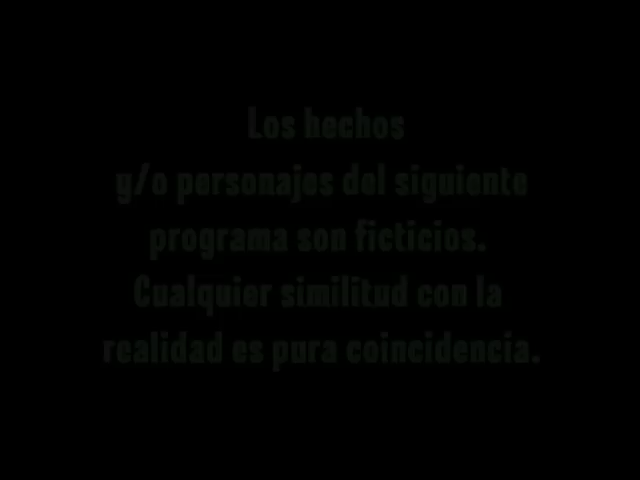 Los hechos
y/o personajes del siguiente
programa son ficticios.
Cualquier similitud con la
realidad es pura coincidencia.